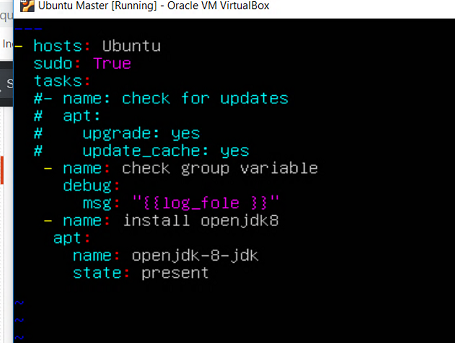 Ubuntu Master [Running] - Oracle VM VirtualBox
---
- hosts: Ubuntu
  sudo: True
  tasks:
  #- name: check for updates
  #  apt:
  #    upgrade: yes
  #    update_cache: yes
   - name: check group variable
     debug:
       msg: "{{log_fole }}"
   - name: install openjdk8
    apt:
      name: openjdk-8-jdk
      state: present
~
~
~